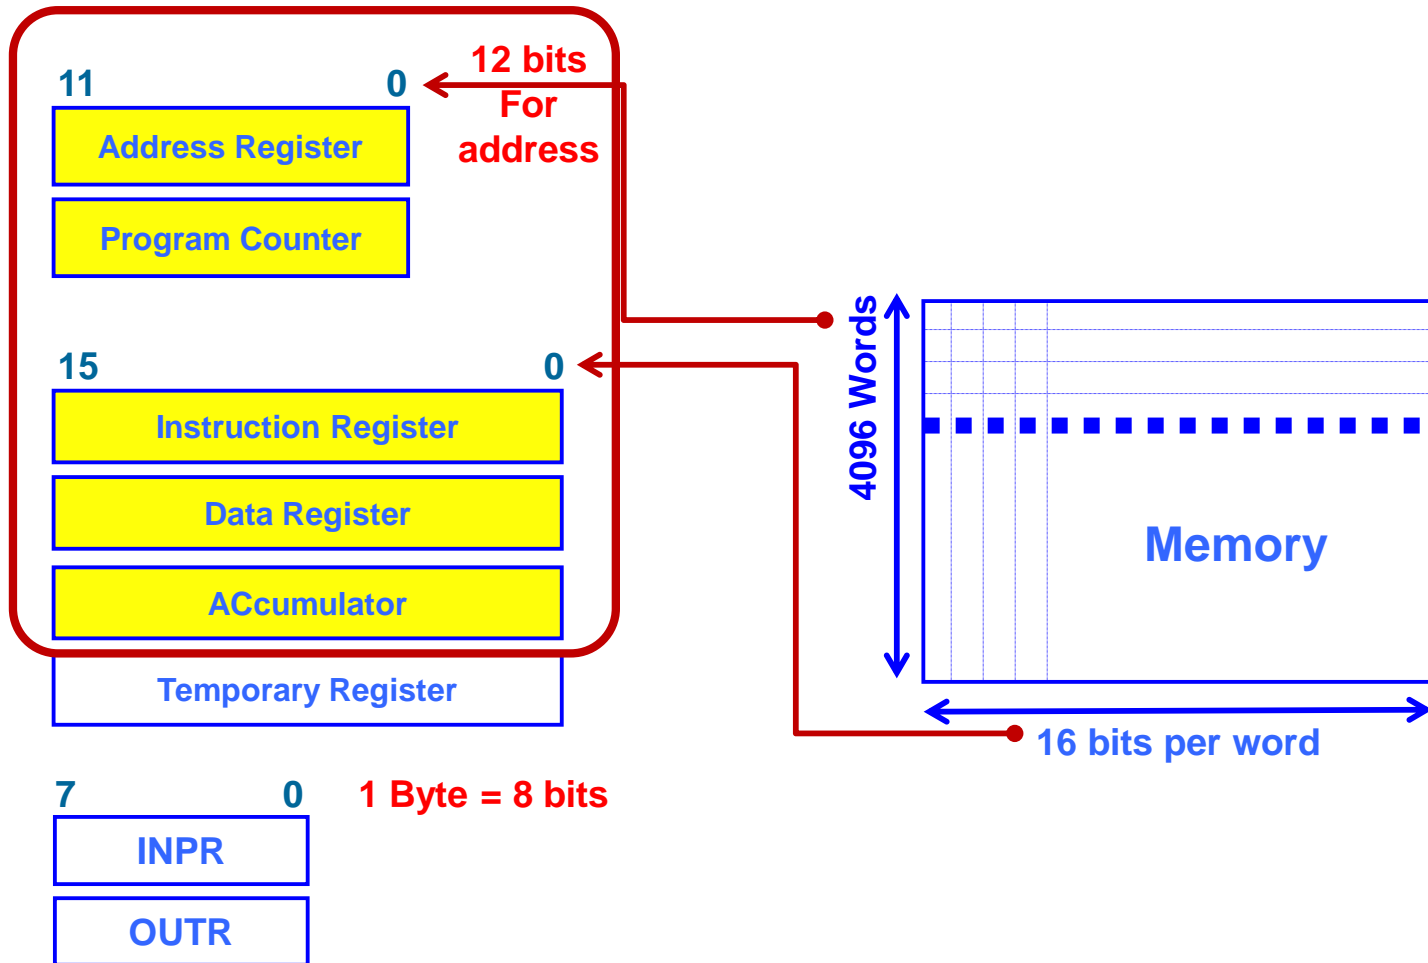 11 0
12 bits
For
address
Address Register
Program Counter
15 0
Instruction Register
Data Register
ACcumulator
Temporary Register
7 0
1 Byte = 8 bits
INPR
OUTR
4096 Words
Memory
16 bits per word